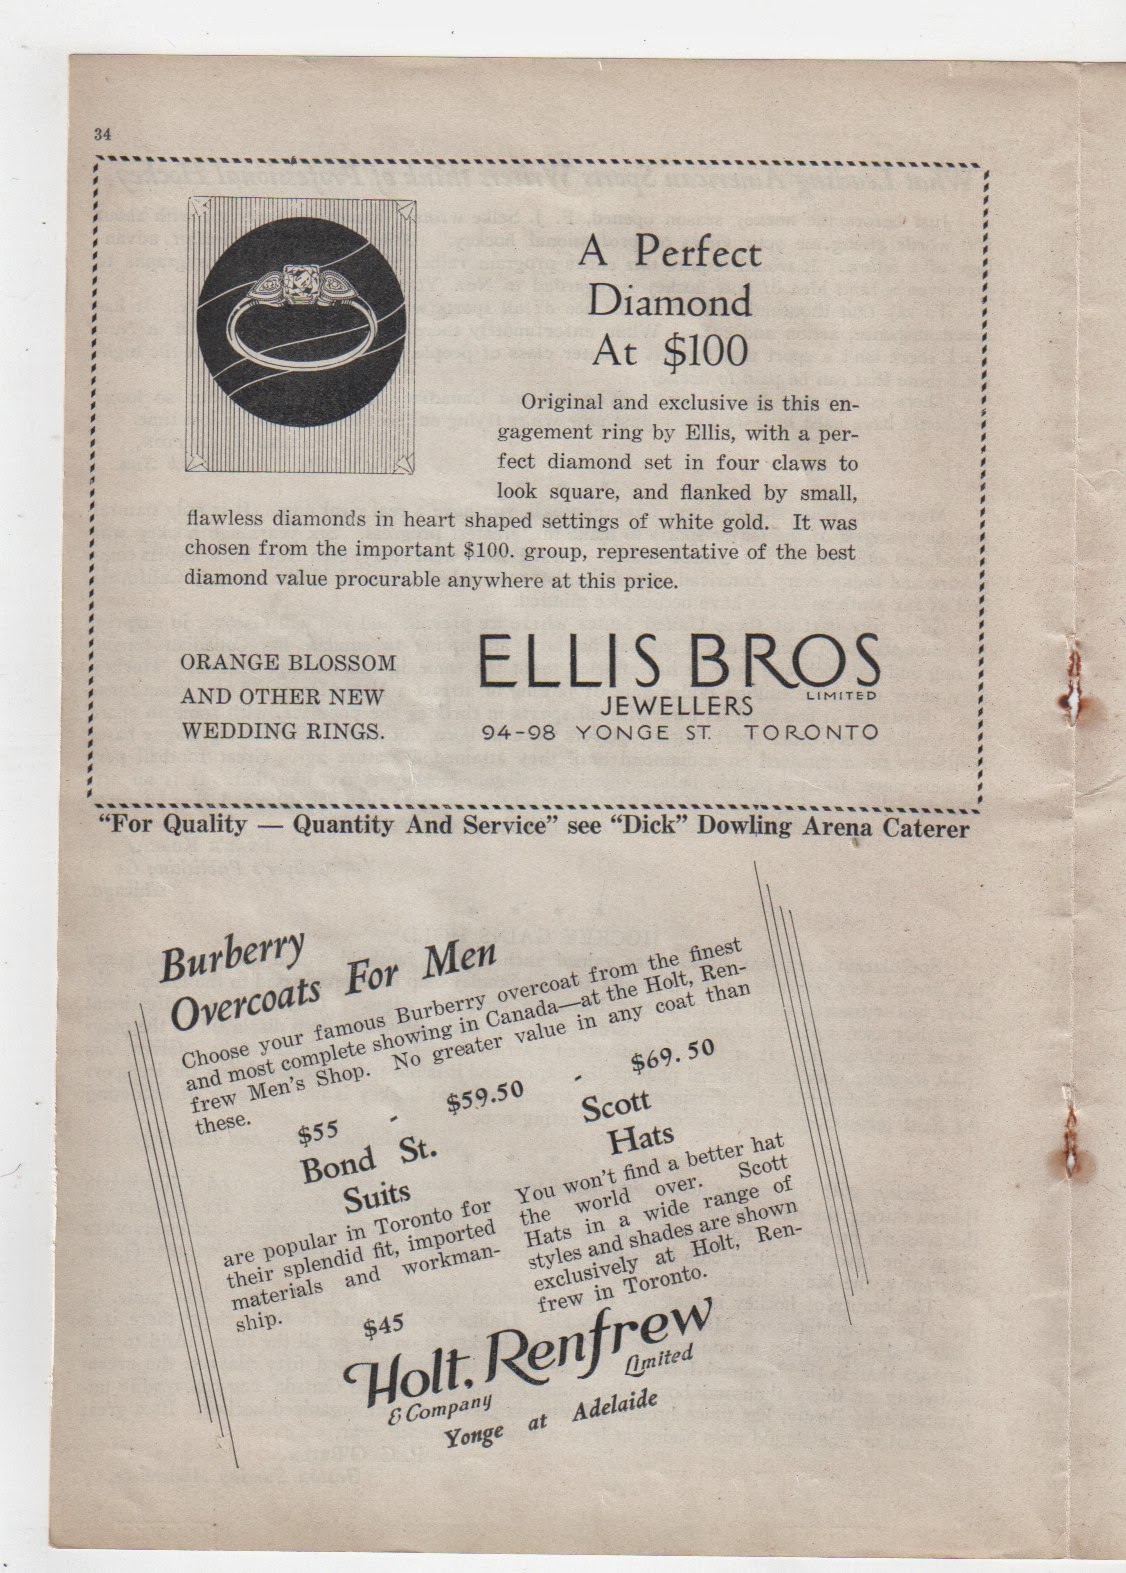 34
A Perfect
Diamond
At $100
Original and exclusive is this en-
gagement ring by Ellis, with a per-
fect diamond set in four claws to
look square, and flanked by small,
flawless diamonds in heart shaped settings of white gold. It was
chosen from the important $100. group, representative of the best
diamond value procurable anywhere at this price.
ORANGE BLOSSOM
AND OTHER NEW
WEDDING RINGS.
ELLIS BROS
LIMITED
JEWELLERS
94-98 YONGE ST. TORONTO
“For Quality — Quantity And Service” see “Dick” Dowling Arena Caterer
Burberry
Overcoats For Men
Choose your famous Burberry overcoat from the finest
and most complete showing in Canada—at the Holt, Ren-
frew Men's Shop. No greater value in any coat than
these.
$55 - $59.50 - $69.50
Bond St.
Suits
are popular in Toronto for
their splendid fit, imported
materials and workman-
ship.
$45
Scott
Hats
You won't find a better hat
the world over. Scott
Hats in a wide range of
styles and shades are shown
exclusively at Holt, Ren-
frew in Toronto.
Holt, Renfrew
& Company Limited
Yonge at Adelaide